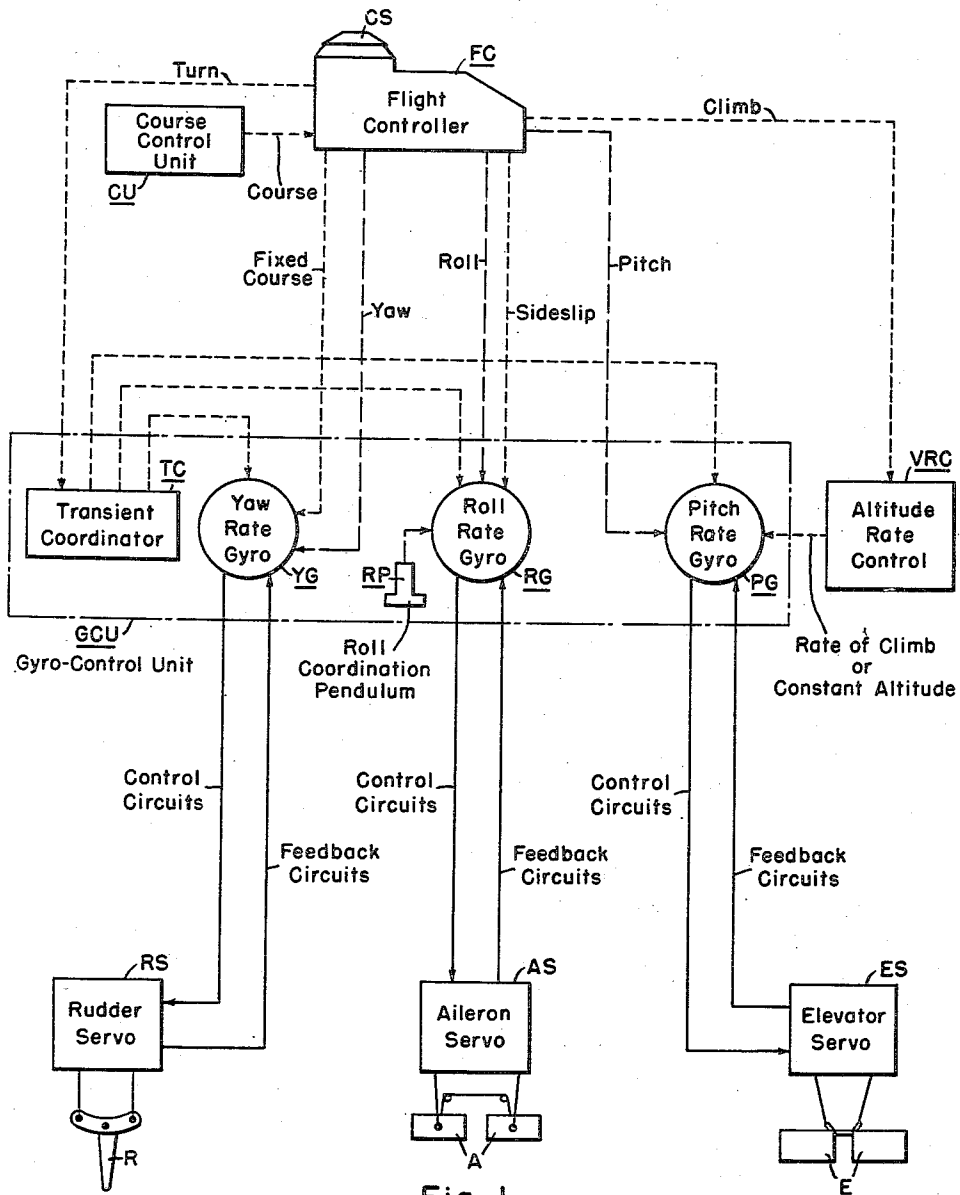 CS
FC
Turn
Flight
Controller
Climb
Course
Control
Unit
CU
Course
Fixed
Course
Roll
Pitch
Yaw
Sideslip
TC
VRC
Transient
Coordinator
Yaw
Rate
Gyro
YG
RP
Roll
Rate
Gyro
RG
Pitch
Rate
Gyro
PG
Altitude
Rate
Control
GCU
Gyro-Control Unit
Roll
Coordination
Pendulum
Rate of Climb
or
Constant Altitude
Control
Circuits
Control
Circuits
Control
Circuits
Feedback
Circuits
Feedback
Circuits
Feedback
Circuits
RS
AS
ES
Rudder
Servo
Aileron
Servo
Elevator
Servo
R
A
E
Fig. 1